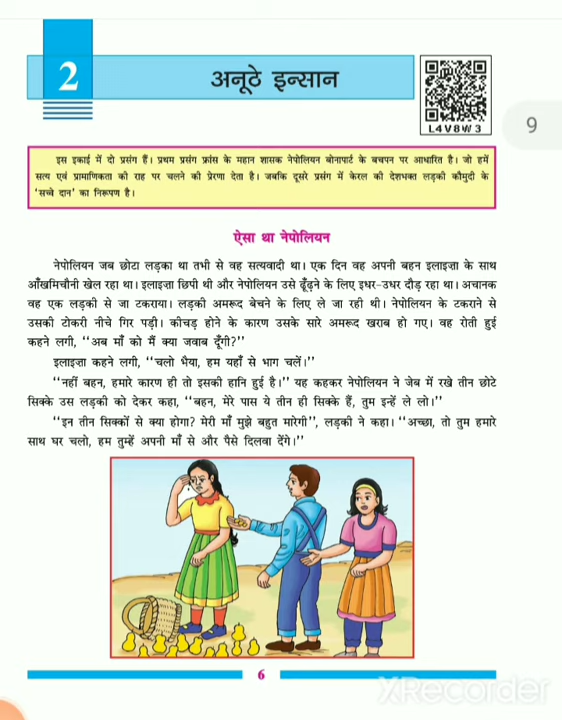 2
अनूठे इन्सान
L4V8W3
9
इस इकाई में दो प्रसंग हैं। प्रथम प्रसंग फ्रांस के महान शासक नेपोलियन बोनापार्ट के बचपन पर आधारित है। जो हमें
सत्य एवं प्रामाणिकता की राह पर चलने की प्रेरणा देता है। जबकि दूसरे प्रसंग में केरल की देशभक्त लड़की कौमुदी के
‘सच्चे दान’ का निरूपण है।
ऐसा था नेपोलियन
नेपोलियन जब छोटा लड़का था तभी से वह सत्यवादी था। एक दिन वह अपनी बहन इलाइज़ा के साथ
आँखमिचौनी खेल रहा था। इलाइज़ा छिपी थी और नेपोलियन उसे ढूँढ़ने के लिए इधर-उधर दौड़ रहा था। अचानक
वह एक लड़की से जा टकराया। लड़की अमरूद बेचने के लिए ले जा रही थी। नेपोलियन के टकराने से
उसकी टोकरी नीचे गिर पड़ी। कीचड़ होने के कारण उसके सारे अमरूद खराब हो गए। वह रोती हुई
कहने लगी, ‘‘अब माँ को मैं क्या जवाब दूँगी?’’
इलाइज़ा कहने लगी, ‘‘चलो भैया, हम यहाँ से भाग चलें।’’
‘‘नहीं बहन, हमारे कारण ही तो इसकी हानि हुई है।’’ यह कहकर नेपोलियन ने जेब में रखे तीन छोटे
सिक्के उस लड़की को देकर कहा, ‘‘बहन, मेरे पास ये तीन ही सिक्के हैं, तुम इन्हें ले लो।’’
‘‘इन तीन सिक्कों से क्या होगा? मेरी माँ मुझे बहुत मारेगी’’, लड़की ने कहा। ‘‘अच्छा, तो तुम हमारे
साथ घर चलो, हम तुम्हें अपनी माँ से और पैसे दिलवा देंगे।’’
6
XRecorder